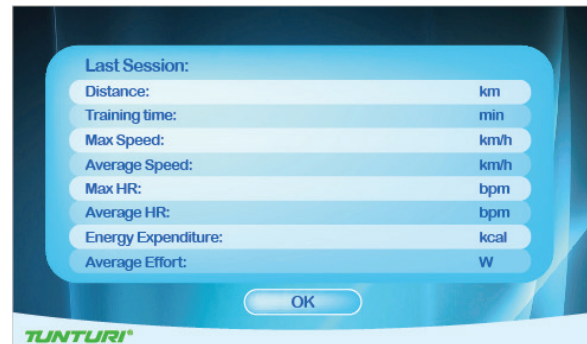 Last Session:
Distance: km
Training time: min
Max Speed: km/h
Average Speed: km/h
Max HR: bpm
Average HR: bpm
Energy Expenditure: kcal
Average Effort: W
OK
TUNTURI®